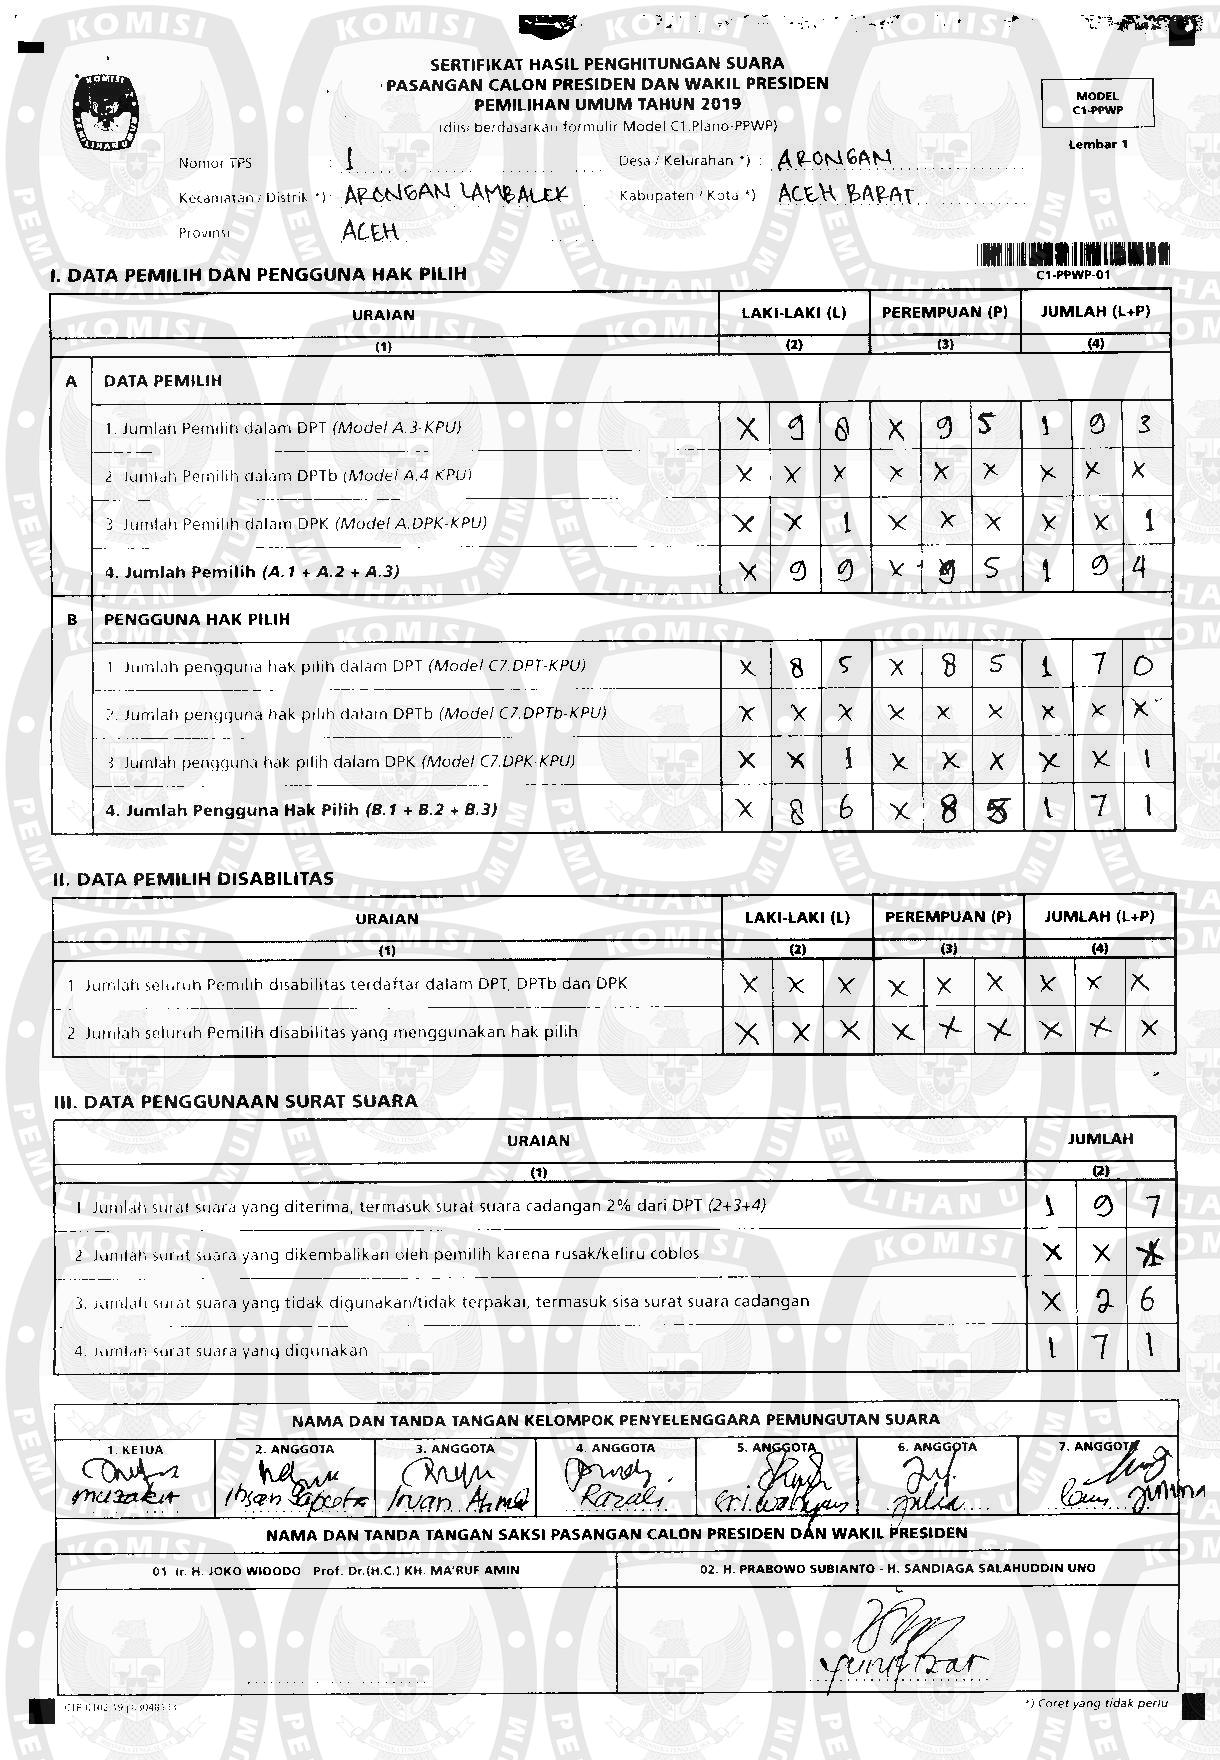 SERTIFIKAT HASIL PENGHITUNGAN SUARA
PASANGAN CALON PRESIDEN DAN WAKIL PRESIDEN
PEMILIHAN UMUM TAHUN 2019
(diisi berdasarkan formulir Model C1.Plano-PPWP)
MODEL
C1-PPWP
Lembar 1
Nomor TPS : 1 Desa / Kelurahan *) : ARONGAN
Kecamatan / Distrik *) : ARONGAN LAMBALEK Kabupaten / Kota *) : ACEH BARAT
Provinsi ACEH
I. DATA PEMILIH DAN PENGGUNA HAK PILIH
C1-PPWP-01
URAIAN LAKI-LAKI (L) PEREMPUAN (P) JUMLAH (L+P)
(1) (2) (3) (4)
A DATA PEMILIH
1. Jumlah Pemilih dalam DPT (Model A.3-KPU) X 9 8 X 9 5 1 9 3
2. Jumlah Pemilih dalam DPTb (Model A.4 KPU) X X X X X X X X X
3. Jumlah Pemilih dalam DPK (Model A.DPK-KPU) X X 1 X X X X X 1
4. Jumlah Pemilih (A.1 + A.2 + A.3) X 9 9 X 9 5 1 9 4
B PENGGUNA HAK PILIH
1. Jumlah pengguna hak pilih dalam DPT (Model C7.DPT-KPU) X 8 5 X 8 5 1 7 0
2. Jumlah pengguna hak pilih dalam DPTb (Model C7.DPTb-KPU) X X X X X X X X X
3. Jumlah pengguna hak pilih dalam DPK (Model C7.DPK-KPU) X X 1 X X X X X 1
4. Jumlah Pengguna Hak Pilih (B.1 + B.2 + B.3) X 8 6 X 8 5 1 7 1
II. DATA PEMILIH DISABILITAS
URAIAN LAKI-LAKI (L) PEREMPUAN (P) JUMLAH (L+P)
(1) (2) (3) (4)
1. Jumlah seluruh Pemilih disabilitas terdaftar dalam DPT, DPTb dan DPK X X X X X X X X X
2. Jumlah seluruh Pemilih disabilitas yang menggunakan hak pilih X X X X X X X X X
III. DATA PENGGUNAAN SURAT SUARA
URAIAN JUMLAH
(1) (2)
1. Jumlah surat suara yang diterima, termasuk surat suara cadangan 2% dari DPT (2+3+4) 1 9 7
2. Jumlah surat suara yang dikembalikan oleh pemilih karena rusak/keliru coblos X X X
3. Jumlah surat suara yang tidak digunakan/tidak terpakai, termasuk sisa surat suara cadangan X 2 6
4. Jumlah surat suara yang digunakan 1 7 1
NAMA DAN TANDA TANGAN KELOMPOK PENYELENGGARA PEMUNGUTAN SUARA
1. KETUA 2. ANGGOTA 3. ANGGOTA 4. ANGGOTA 5. ANGGOTA 6. ANGGOTA 7. ANGGOTA
muzakir Ihsan Saputra Irvan Ahmad Razali Julia
NAMA DAN TANDA TANGAN SAKSI PASANGAN CALON PRESIDEN DAN WAKIL PRESIDEN
01. Ir. H. JOKO WIDODO Prof. Dr.(H.C.) KH. MA'RUF AMIN 02. H. PRABOWO SUBIANTO - H. SANDIAGA SALAHUDDIN UNO
*) Coret yang tidak perlu